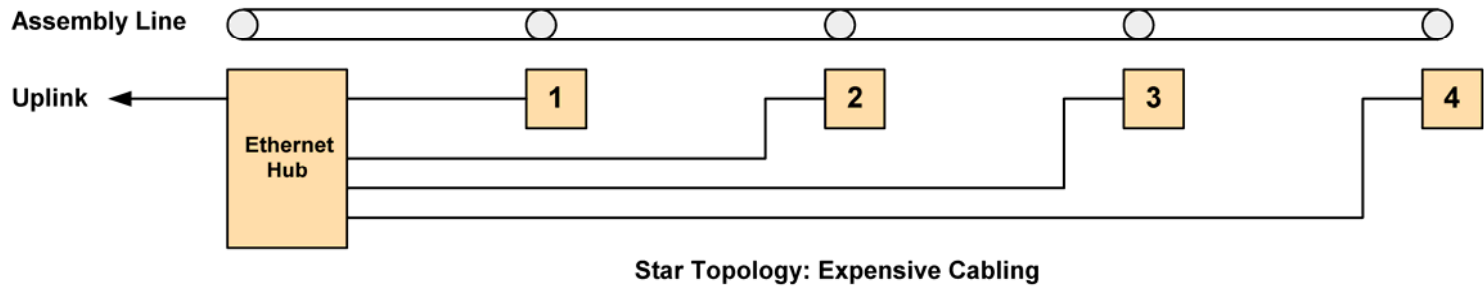 Assembly Line
Uplink
Ethernet
Hub
1
2
3
4
Star Topology: Expensive Cabling